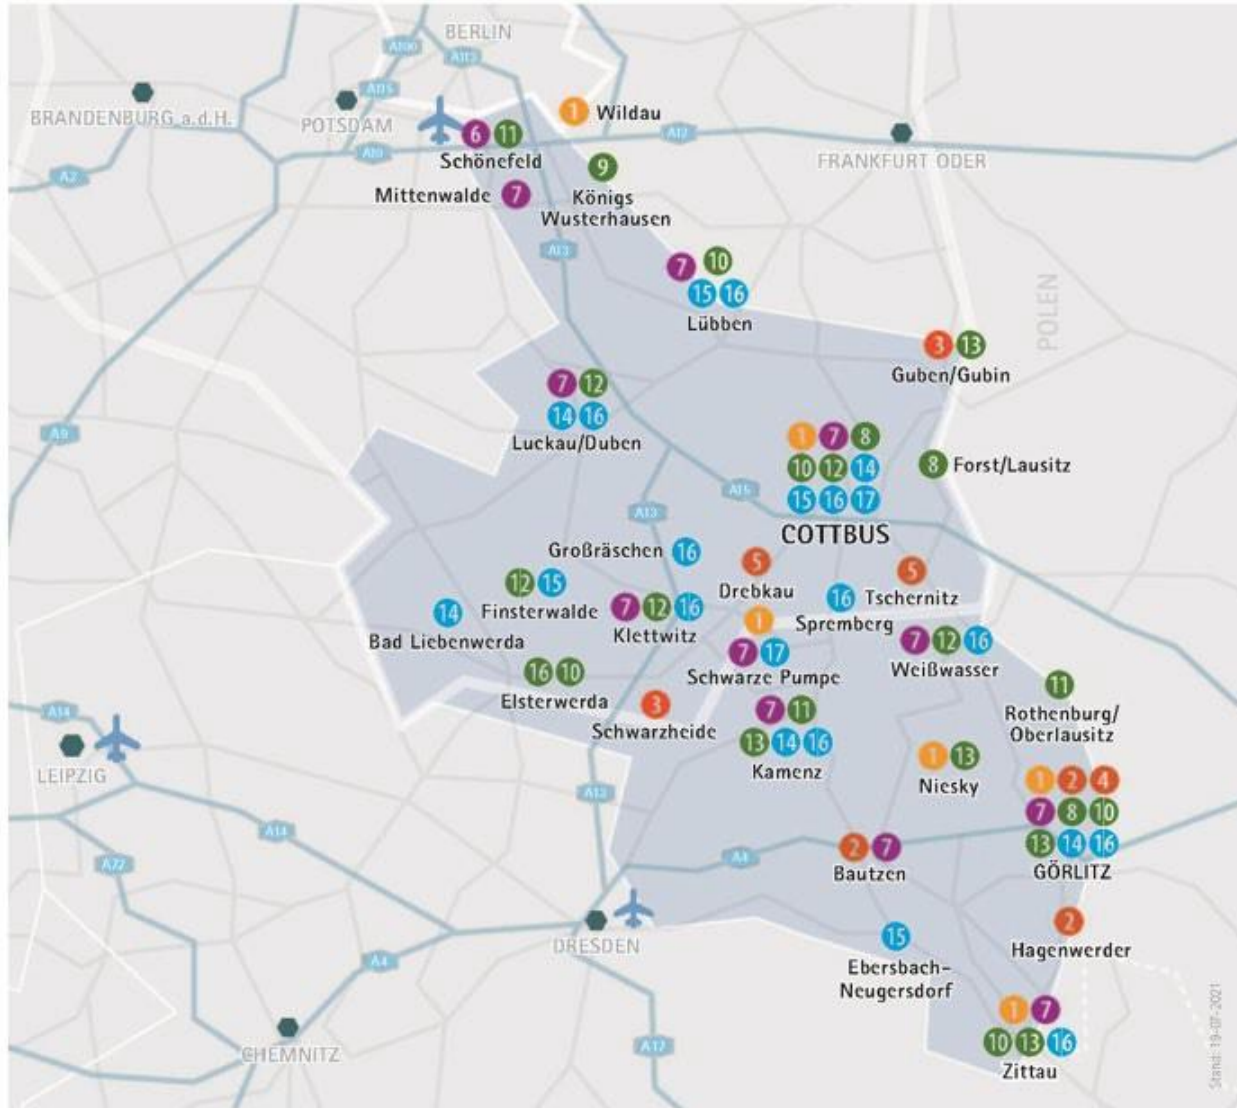 BERLIN
A100
A113
A115
BRANDENBURG a.d.H.
POTSDAM
1 Wildau
A12
6 11
Schönefeld
A10
FRANKFURT ODER
A2
9
Königs
Wusterhausen
Mittenwalde 7
A13
7 10
15 16
Lübben
POLEN
3 13
Guben/Gubin
7 12
14 16
Luckau/Duben
A9
1 7 8
10 12 14
15 16 17
COTTBUS
8 Forst/Lausitz
A15
A13
Großräschen 16
5
Drebkau
5
Tschernitz
12 15
Finsterwalde
14
Bad Liebenwerda
7 12 16
Klettwitz
16
Spremberg
1
7 17
Schwarze Pumpe
7 12 16
Weißwasser
16 10
Elsterwerda
3
Schwarzheide
11
Rothenburg/
Oberlausitz
7 11
13 14 16
Kamenz
A14
LEIPZIG
1 13
Niesky
1 2 4
7 8 10
13 14 16
GÖRLITZ
A13
A14
A72
A4
2 7
Bautzen
DRESDEN
2
Hagenwerder
15
Ebersbach-
Neugersdorf
A4
1 7
10 13 16
Zittau
CHEMNITZ
A17
Stand: 19-07-2021